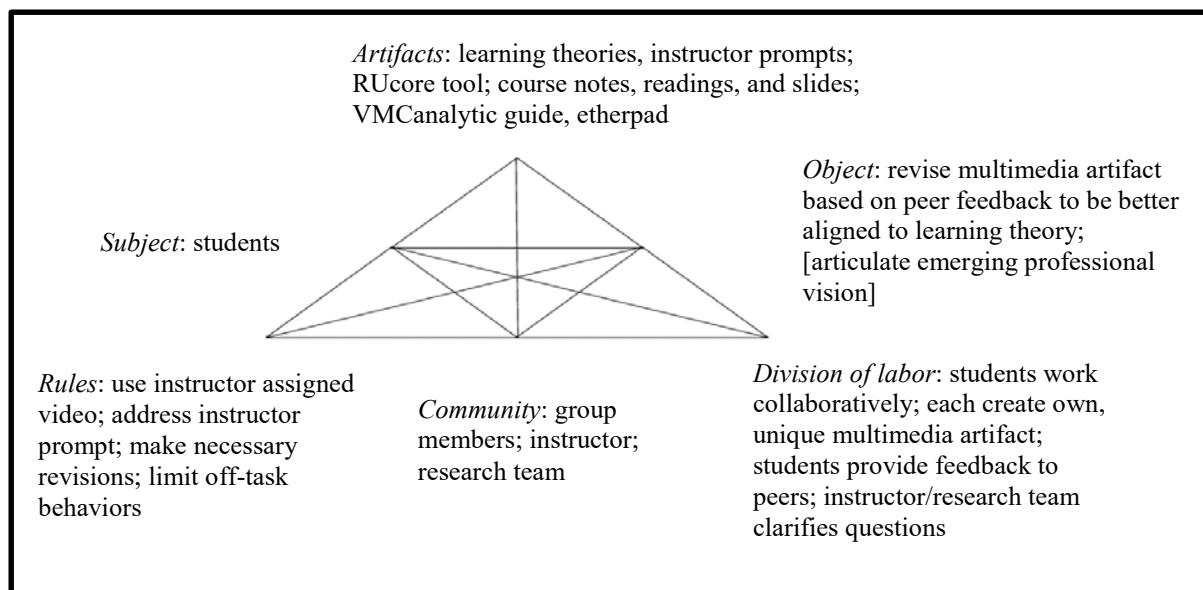 Artifacts: learning theories, instructor prompts;
RUcore tool; course notes, readings, and slides;
VMCanalytic guide, etherpad
Subject: students
Object: revise multimedia artifact
based on peer feedback to be better
aligned to learning theory;
[articulate emerging professional
vision]
Rules: use instructor assigned
video; address instructor
prompt; make necessary
revisions; limit off-task
behaviors
Community: group
members; instructor;
research team
Division of labor: students work
collaboratively; each create own,
unique multimedia artifact;
students provide feedback to
peers; instructor/research team
clarifies questions